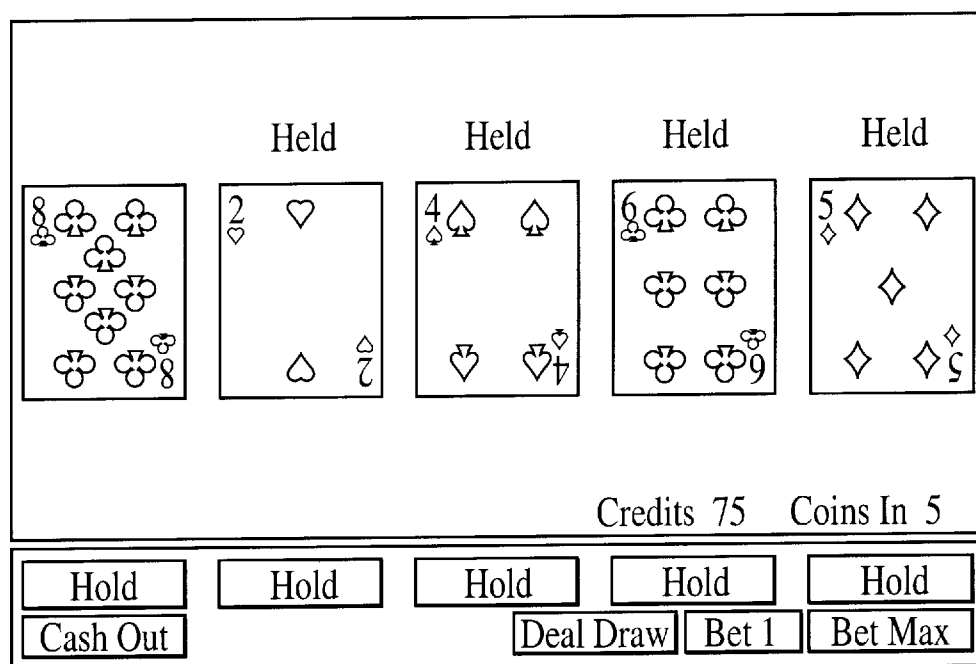 Held Held Held Held
8 2 4 6 5
8 2 4 6 5
Credits 75 Coins In 5
Hold Hold Hold Hold Hold
Cash Out Deal Draw Bet 1 Bet Max